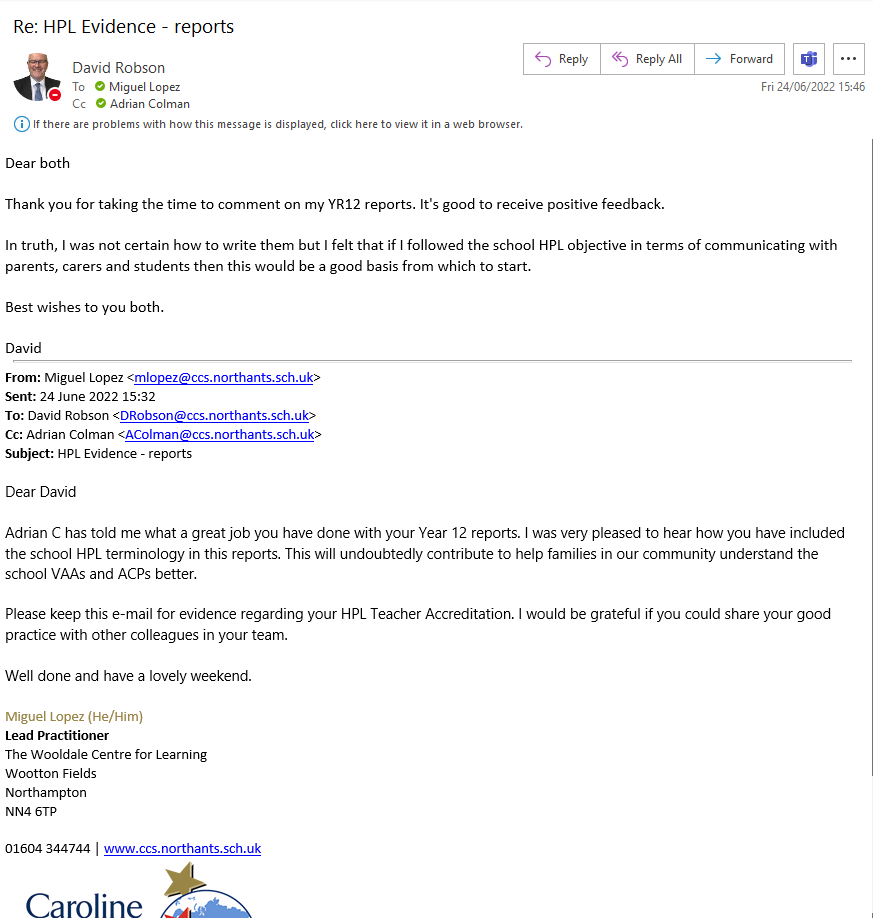 Re: HPL Evidence - reports
David Robson
To Miguel Lopez
Cc Adrian Colman
Reply
Reply All
Forward
Fri 24/06/2022 15:46
If there are problems with how this message is displayed, click here to view it in a web browser.
Dear both
Thank you for taking the time to comment on my YR12 reports. It's good to receive positive feedback.
In truth, I was not certain how to write them but I felt that if I followed the school HPL objective in terms of communicating with
parents, carers and students then this would be a good basis from which to start.
Best wishes to you both.
David
From: Miguel Lopez <mlopez@ccs.northants.sch.uk>
Sent: 24 June 2022 15:32
To: David Robson <DRobson@ccs.northants.sch.uk>
Cc: Adrian Colman <AColman@ccs.northants.sch.uk>
Subject: HPL Evidence - reports
Dear David
Adrian C has told me what a great job you have done with your Year 12 reports. I was very pleased to hear how you have included
the school HPL terminology in this reports. This will undoubtedly contribute to help families in our community understand the
school VAAs and ACPs better.
Please keep this e-mail for evidence regarding your HPL Teacher Accreditation. I would be grateful if you could share your good
practice with other colleagues in your team.
Well done and have a lovely weekend.
Miguel Lopez (He/Him)
Lead Practitioner
The Wooldale Centre for Learning
Wootton Fields
Northampton
NN4 6TP
01604 344744 | www.ccs.northants.sch.uk
Caroline